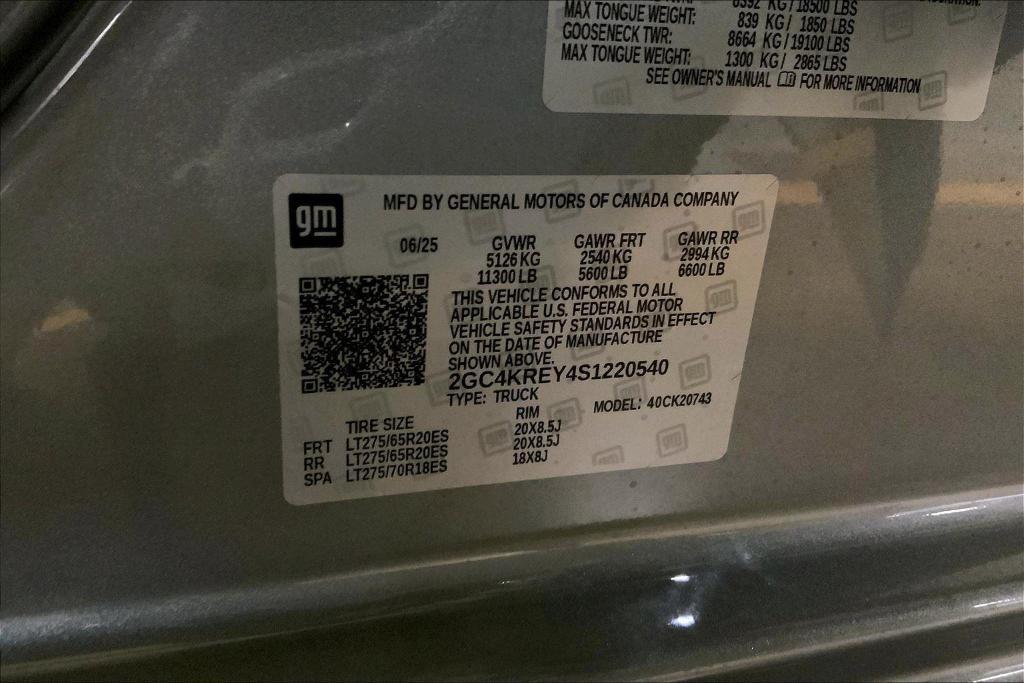 8392 KG/18500 LBS
MAX TONGUE WEIGHT: 839 KG/ 1850 LBS
GOOSENECK TWR: 8664 KG/19100 LBS
MAX TONGUE WEIGHT: 1300 KG/ 2865 LBS
SEE OWNER'S MANUAL FOR MORE INFORMATION
gm
MFD BY GENERAL MOTORS OF CANADA COMPANY
06/25 GVWR GAWR FRT GAWR RR
5126 KG 2540 KG 2994 KG
11300 LB 5600 LB 6600 LB
THIS VEHICLE CONFORMS TO ALL
APPLICABLE U.S. FEDERAL MOTOR
VEHICLE SAFETY STANDARDS IN EFFECT
ON THE DATE OF MANUFACTURE
SHOWN ABOVE.
2GC4KREY4S1220540
TYPE: TRUCK MODEL: 40CK20743
TIRE SIZE RIM
FRT LT275/65R20ES 20X8.5J
RR LT275/65R20ES 20X8.5J
SPA LT275/70R18ES 18X8J